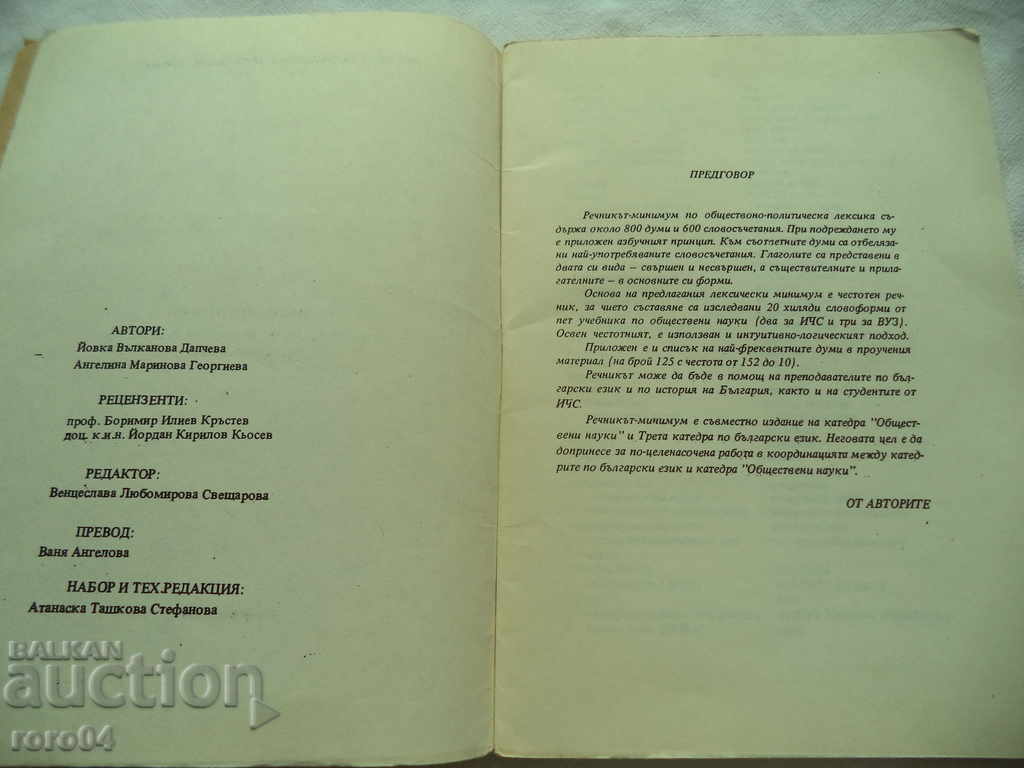 АВТОРИ:
Йовка Вълканова Дапчева
Ангелина Маринова Георгиева
РЕЦЕНЗЕНТИ:
проф. Боримир Илиев Кръстев
доц. к.и.н. Йордан Кирилов Кьосев
РЕДАКТОР:
Венцеслава Любомирова Свещарова
ПРЕВОД:
Ваня Ангелова
НАБОР И ТЕХ.РЕДАКЦИЯ:
Атанаска Ташкова Стефанова
ПРЕДГОВОР
Речникът-минимум по обществоно-политическа лексика съ-
държа около 800 думи и 600 словосъчетания. При подреждането му
е приложен азбучният принцип. Към съответните думи са отбеляза-
ни най-употребяваните словосъчетания. Глаголите са представени в
двата си вида – свършен и несвършен, а съществителните и прила-
гателните – в основните си форми.
Основа на предлагания лексически минимум е честотен реч-
ник, за чието съставяне са изследвани 20 хиляди словоформи от
пет учебника по обществени науки (два за ИЧС и три за ВУЗ).
Освен честотният, е използван и интуитивно-логическият подход.
Приложен е и списък на най-фреквентните думи в проучения
материал (на брой 125 с честота от 152 до 10).
Речникът може да бъде в помощ на преподавателите по бъл-
гарски език и по история на България, както и на студентите от
ИЧС.
Речникът-минимум е съвместно издание на катедра "Общест-
вени науки" и Трета катедра по български език. Неговата цел е да
допринесе за по-целенасочена работа в координацията между катед-
рите по български език и катедра "Обществени науки".
ОТ АВТОРИТЕ
BALKAN
auction
roro04